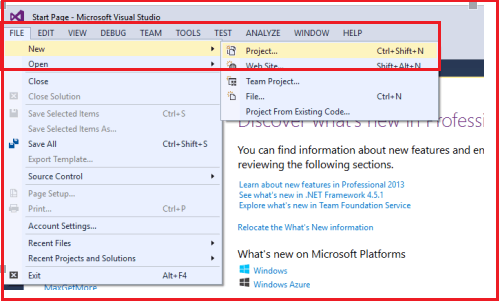 Start Page - Microsoft Visual Studio
FILE EDIT VIEW DEBUG TEAM TOOLS TEST ANALYZE WINDOW HELP
New
Open
Close
Close Solution
Save Selected Items Ctrl+S
Save Selected Items As...
Save All Ctrl+Shift+S
Export Template...
Source Control
Page Setup...
Print... Ctrl+P
Account Settings...
Recent Files
Recent Projects and Solutions
Exit Alt+F4
Project... Ctrl+Shift+N
Web Site... Shift+Alt+N
Team Project...
File... Ctrl+N
Project From Existing Code...
Discover what's new in Profess
You can find information about new features and en
reviewing the following sections.
Learn about new features in Professional 2013
See what's new in .NET Framework 4.5.1
Explore what's new in Team Foundation Service
Relocate the What's New information
What's new on Microsoft Platforms
Windows
Windows Azure
MaxGetMore